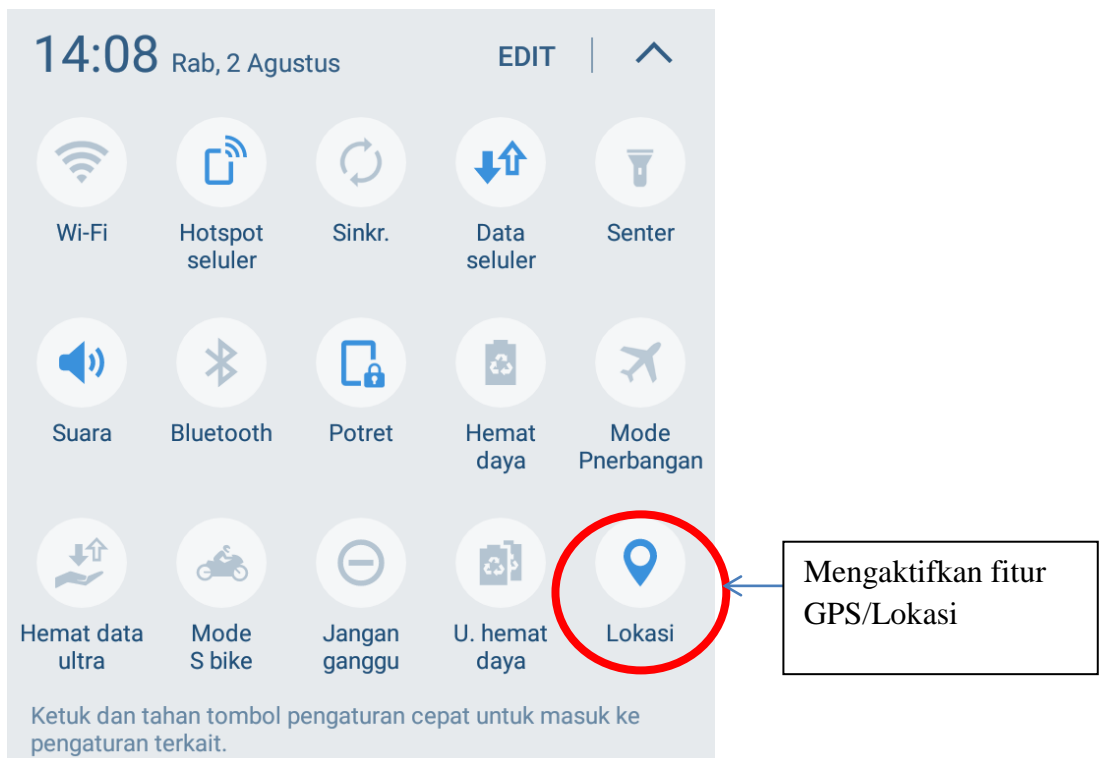 14:08 Rab, 2 Agustus EDIT
Wi-Fi Hotspot seluler Sinkr. Data seluler Senter
Suara Bluetooth Potret Hemat daya Mode Pnerbangan
Hemat data ultra Mode S bike Jangan ganggu U. hemat daya Lokasi
Mengaktifkan fitur
GPS/Lokasi
Ketuk dan tahan tombol pengaturan cepat untuk masuk ke
pengaturan terkait.